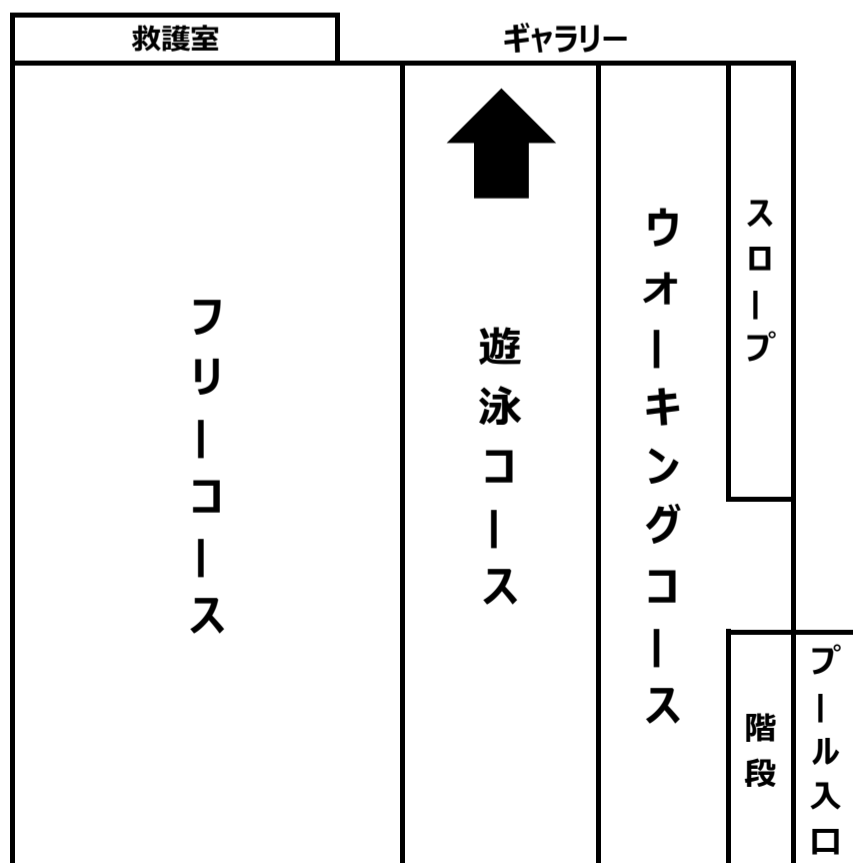 救護室
ギャラリー
フリーコース
遊泳コース
ウオーキングコース
スロープ
階段
プール入口